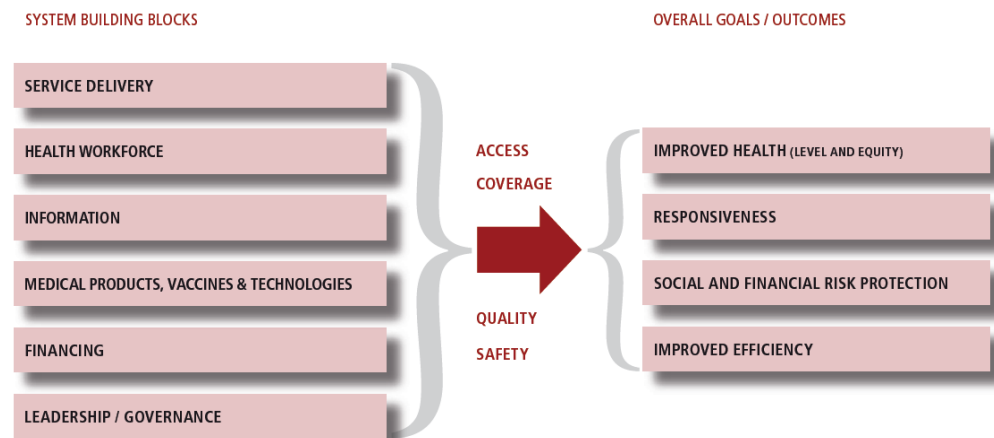 SYSTEM BUILDING BLOCKS
OVERALL GOALS / OUTCOMES
SERVICE DELIVERY
HEALTH WORKFORCE
INFORMATION
MEDICAL PRODUCTS, VACCINES & TECHNOLOGIES
FINANCING
LEADERSHIP / GOVERNANCE
ACCESS
COVERAGE
QUALITY
SAFETY
IMPROVED HEALTH (LEVEL AND EQUITY)
RESPONSIVENESS
SOCIAL AND FINANCIAL RISK PROTECTION
IMPROVED EFFICIENCY